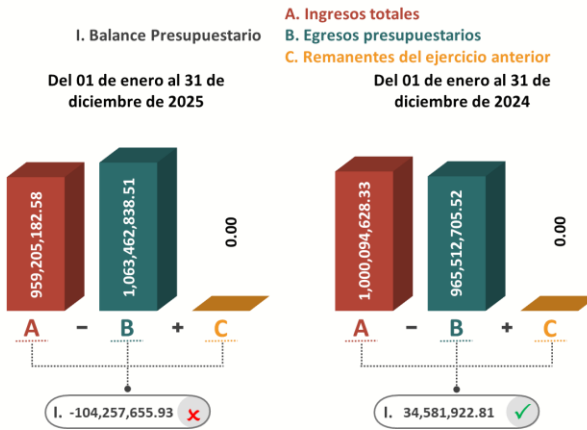 A. Ingresos totales
I. Balance Presupuestario
B. Egresos presupuestarios
C. Remanentes del ejercicio anterior
Del 01 de enero al 31 de
diciembre de 2025
959,205,182.58
1,063,462,838.51
0.00
A - B + C
I. -104,257,655.93
Del 01 de enero al 31 de
diciembre de 2024
1,000,094,628.33
965,512,705.52
0.00
A - B + C
I. 34,581,922.81